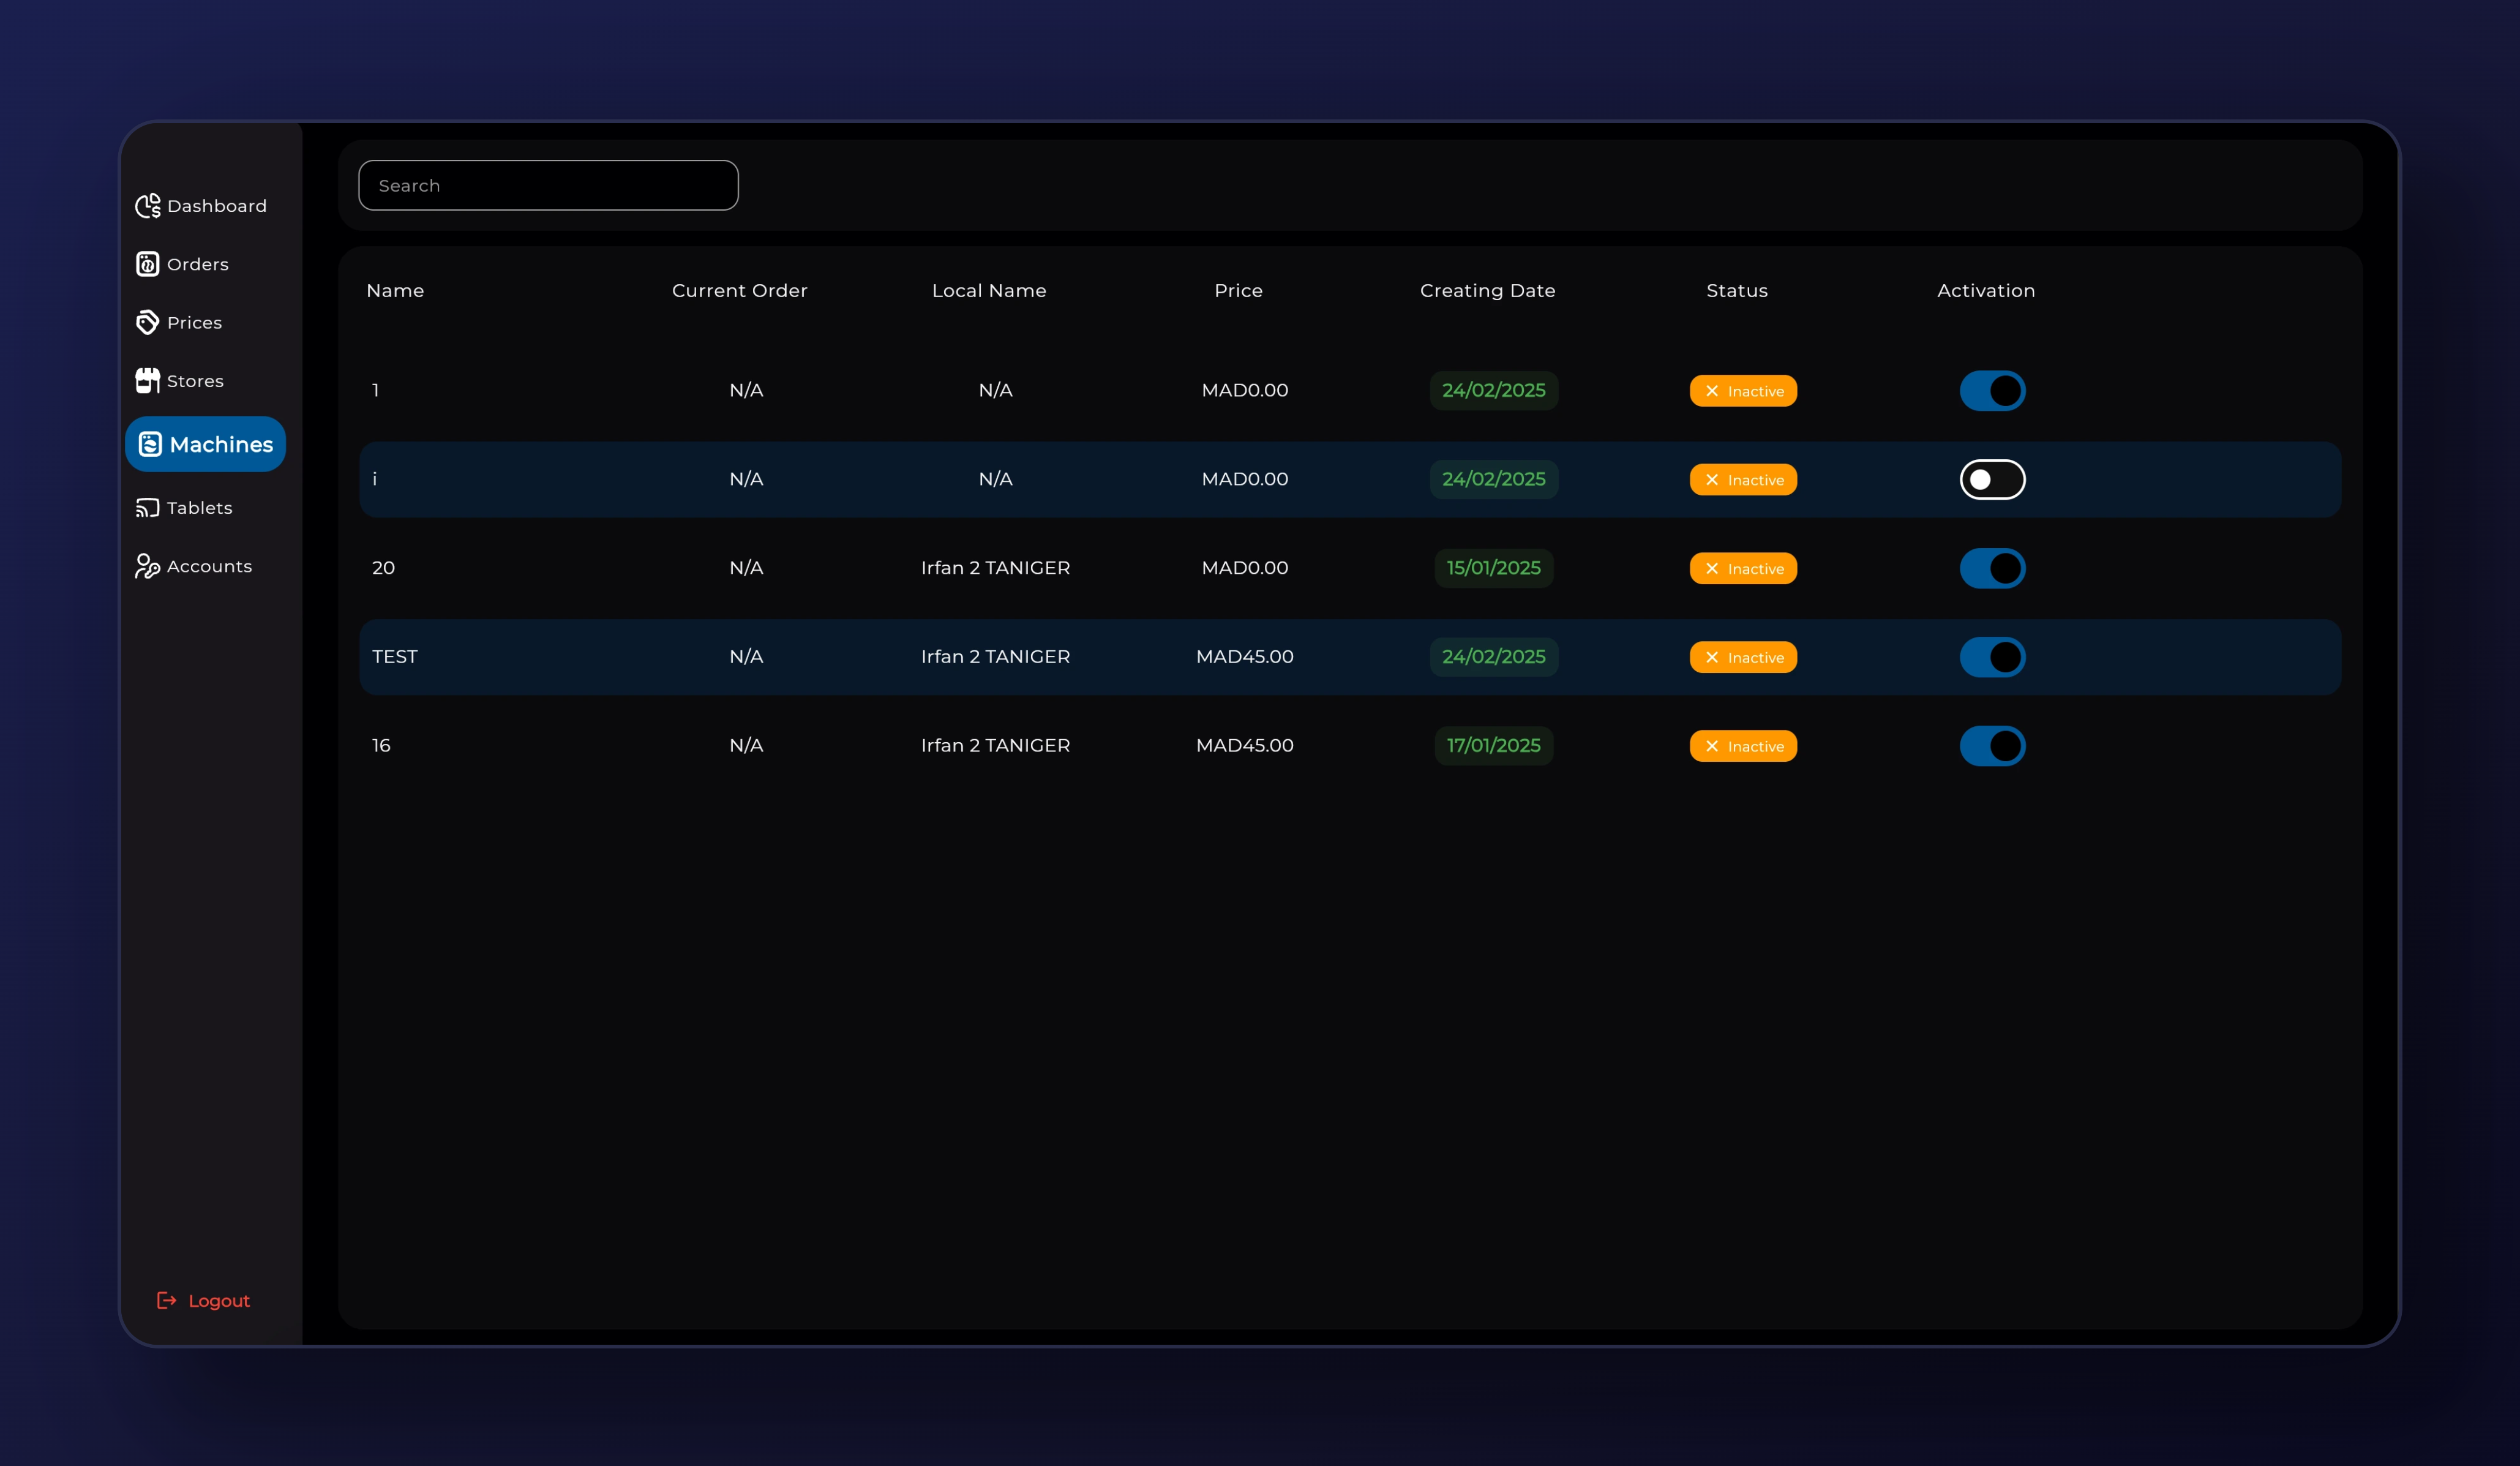 Dashboard
Orders
Prices
Stores
Machines
Tablets
Accounts
Logout
Search
Name Current Order Local Name Price Creating Date Status Activation
1 N/A N/A MAD0.00 24/02/2025 Inactive
i N/A N/A MAD0.00 24/02/2025 Inactive
20 N/A Irfan 2 TANIGER MAD0.00 15/01/2025 Inactive
TEST N/A Irfan 2 TANIGER MAD45.00 24/02/2025 Inactive
16 N/A Irfan 2 TANIGER MAD45.00 17/01/2025 Inactive